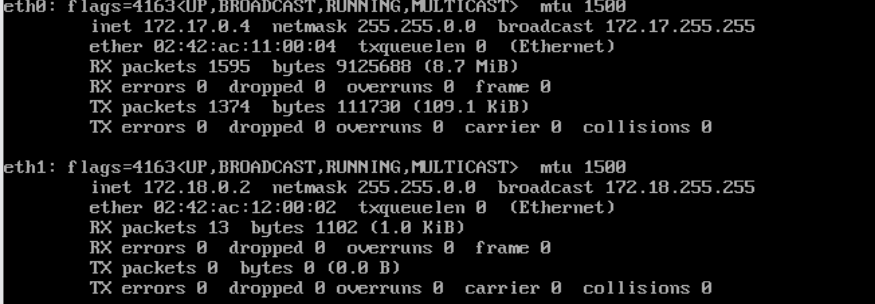 eth0: flags=4163<UP,BROADCAST,RUNNING,MULTICAST>  mtu 1500
        inet 172.17.0.4  netmask 255.255.0.0  broadcast 172.17.255.255
        ether 02:42:ac:11:00:04  txqueuelen 0  (Ethernet)
        RX packets 1595  bytes 9125688 (8.7 MiB)
        RX errors 0  dropped 0  overruns 0  frame 0
        TX packets 1374  bytes 111730 (109.1 KiB)
        TX errors 0  dropped 0 overruns 0  carrier 0  collisions 0

eth1: flags=4163<UP,BROADCAST,RUNNING,MULTICAST>  mtu 1500
        inet 172.18.0.2  netmask 255.255.0.0  broadcast 172.18.255.255
        ether 02:42:ac:12:00:02  txqueuelen 0  (Ethernet)
        RX packets 13  bytes 1102 (1.0 KiB)
        RX errors 0  dropped 0  overruns 0  frame 0
        TX packets 0  bytes 0 (0.0 B)
        TX errors 0  dropped 0 overruns 0  carrier 0  collisions 0